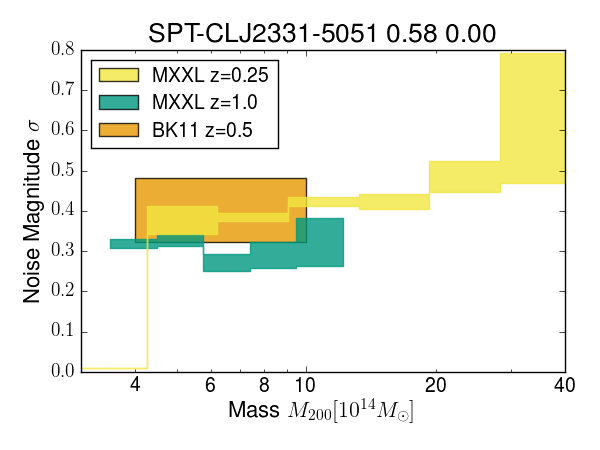 SPT-CLJ2331-5051 0.58 0.00
MXXL z=0.25
MXXL z=1.0
BK11 z=0.5
Noise Magnitude σ
0.8
0.7
0.6
0.5
0.4
0.3
0.2
0.1
0.0
4 6 8 10 20 40
Mass M₂₀₀[10¹⁴M☉]